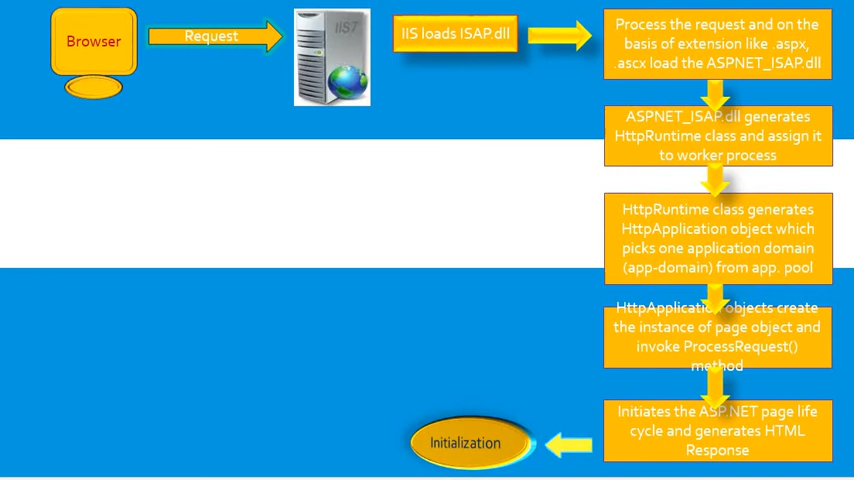 Browser
Request
IIS7
IIS loads ISAP.dll
Process the request and on the
basis of extension like .aspx,
.ascx load the ASPNET_ISAP.dll
ASPNET_ISAP.dll generates
HttpRuntime class and assign it
to worker process
HttpRuntime class generates
HttpApplication object which
picks one application domain
(app-domain) from app. pool
HttpApplication objects create
the instance of page object and
invoke ProcessRequest()
method
Initiates the ASP.NET page life
cycle and generates HTML
Response
Initialization